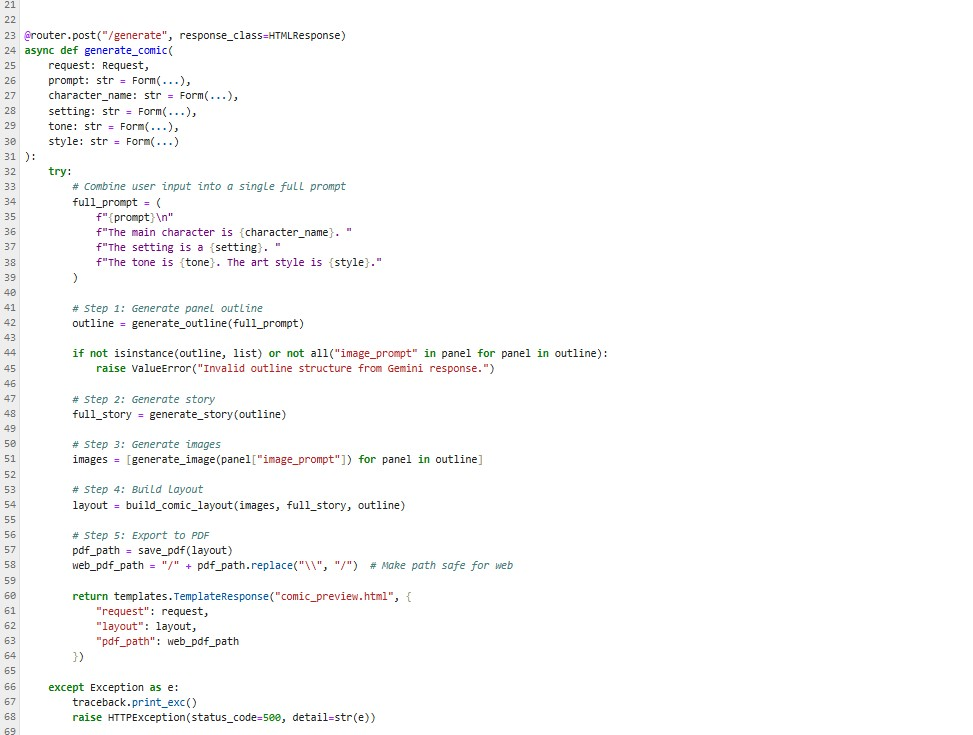 21
22
23 @router.post("/generate", response_class=HTMLResponse)
24 async def generate_comic(
25     request: Request,
26     prompt: str = Form(...),
27     character_name: str = Form(...),
28     setting: str = Form(...),
29     tone: str = Form(...),
30     style: str = Form(...)
31 ):
32     try:
33         # Combine user input into a single full prompt
34         full_prompt = (
35             f"{prompt}\n"
36             f"The main character is {character_name}. "
37             f"The setting is a {setting}. "
38             f"The tone is {tone}. The art style is {style}."
39         )
40
41         # Step 1: Generate panel outline
42         outline = generate_outline(full_prompt)
43
44         if not isinstance(outline, list) or not all("image_prompt" in panel for panel in outline):
45             raise ValueError("Invalid outline structure from Gemini response.")
46
47         # Step 2: Generate story
48         full_story = generate_story(outline)
49
50         # Step 3: Generate images
51         images = [generate_image(panel["image_prompt"]) for panel in outline]
52
53         # Step 4: Build layout
54         layout = build_comic_layout(images, full_story, outline)
55
56         # Step 5: Export to PDF
57         pdf_path = save_pdf(layout)
58         web_pdf_path = "/" + pdf_path.replace("\\", "/")  # Make path safe for web
59
60         return templates.TemplateResponse("comic_preview.html", {
61             "request": request,
62             "layout": layout,
63             "pdf_path": web_pdf_path
64         })
65
66     except Exception as e:
67         traceback.print_exc()
68         raise HTTPException(status_code=500, detail=str(e))
69